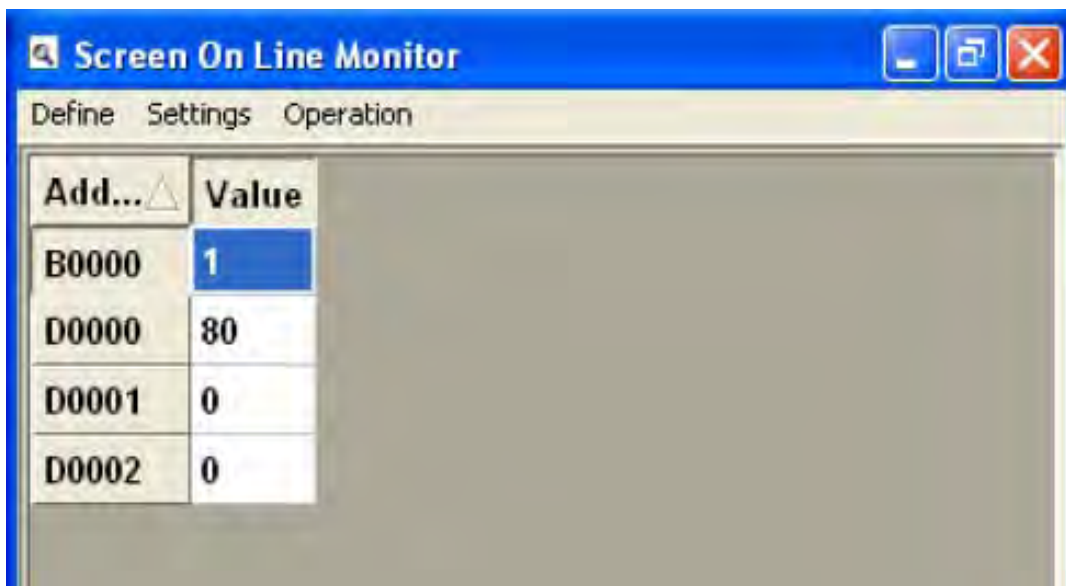 Screen On Line Monitor
Define Settings Operation
Add... Value
B0000 1
D0000 80
D0001 0
D0002 0